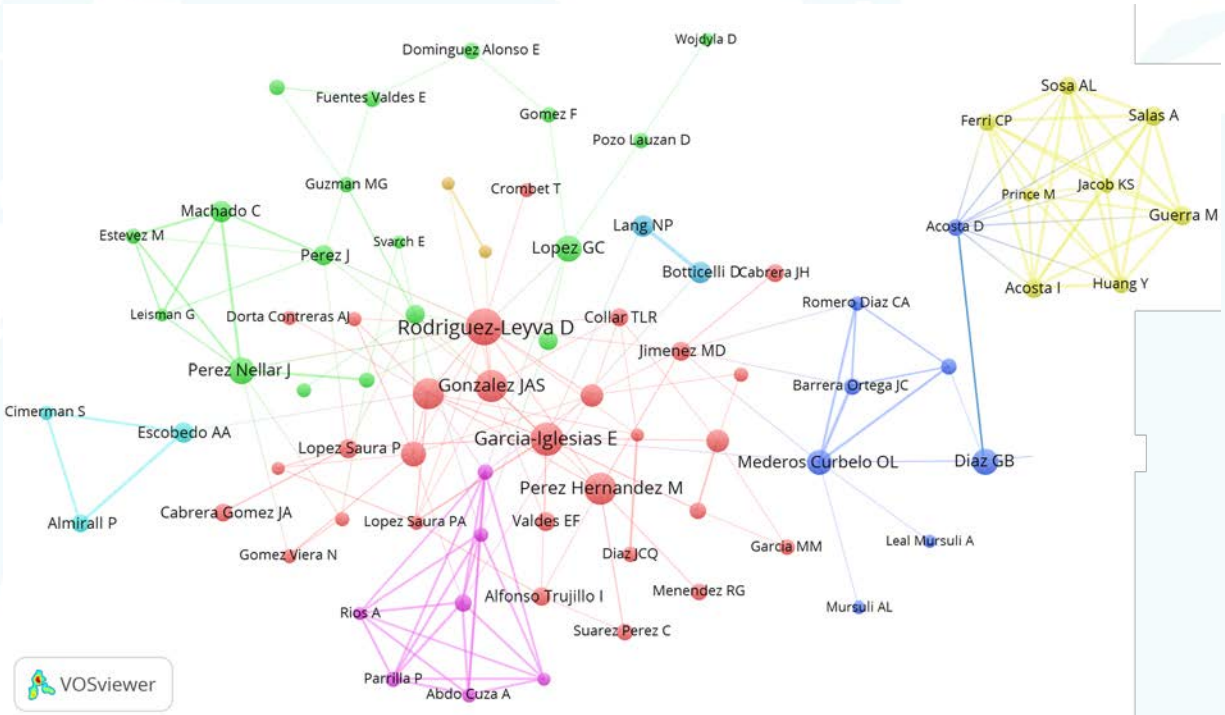 Dominguez Alonso E
Wojdyla D
Fuentes Valdes E
Gomez F
Pozo Lauzan D
Sosa AL
Ferri CP
Salas A
Guzman MG
Crombet T
Prince M
Jacob KS
Machado C
Guerra M
Estevez M
Svarch E
Perez J
Lopez GC
Lang NP
Acosta D
Botticelli D
Cabrera JH
Acosta I
Huang Y
Leisman G
Dorta Contreras AJ
Rodriguez-Leyva D
Collar TLR
Romero Diaz CA
Jimenez MD
Perez Nellar J
Gonzalez JAS
Barrera Ortega JC
Cimerman S
Escobedo AA
Lopez Saura P
Garcia-Iglesias E
Mederos Curbelo OL
Diaz GB
Perez Hernandez M
Almirall P
Cabrera Gomez JA
Lopez Saura PA
Valdes EF
Gomez Viera N
Diaz JCQ
Garcia MM
Leal Mursuli A
Rios A
Alfonso Trujillo I
Menendez RG
Mursuli AL
Suarez Perez C
Parrilla P
Abdo Cuza A
VOSviewer